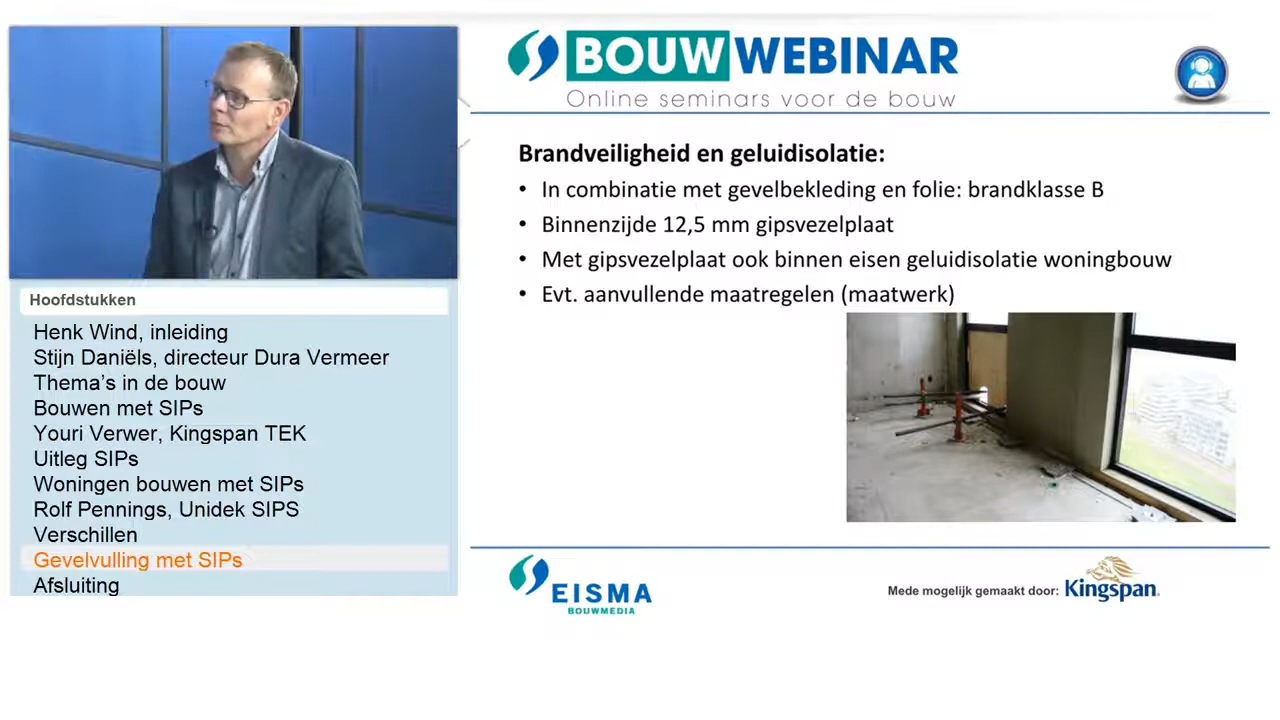 BOUWWEBINAR
Online seminars voor de bouw
Brandveiligheid en geluidisolatie:
• In combinatie met gevelbekleding en folie: brandklasse B
• Binnenzijde 12,5 mm gipsvezelplaat
• Met gipsvezelplaat ook binnen eisen geluidisolatie woningbouw
• Evt. aanvullende maatregelen (maatwerk)
Hoofdstukken
Henk Wind, inleiding
Stijn Daniëls, directeur Dura Vermeer
Thema's in de bouw
Bouwen met SIPs
Youri Verwer, Kingspan TEK
Uitleg SIPs
Woningen bouwen met SIPs
Rolf Pennings, Unidek SIPS
Verschillen
Gevelvulling met SIPs
Afsluiting
EISMA
BOUWMEDIA
Mede mogelijk gemaakt door: Kingspan